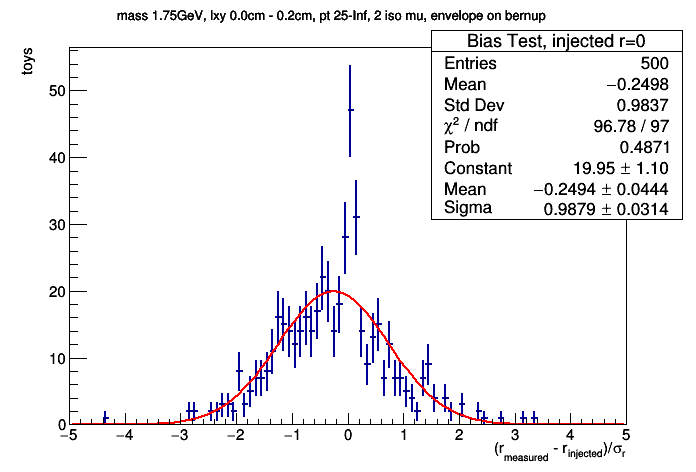 mass 1.75GeV, lxy 0.0cm - 0.2cm, pt 25-Inf, 2 iso mu, envelope on bernup
Bias Test, injected r=0
Entries 500
Mean −0.2498
Std Dev 0.9837
χ² / ndf 96.78 / 97
Prob 0.4871
Constant 19.95 ± 1.10
Mean −0.2494 ± 0.0444
Sigma 0.9879 ± 0.0314
toys
50
40
30
20
10
0
−5 −4 −3 −2 −1 0 1 2 3 4 5
(r_measured - r_injected)/σ_r